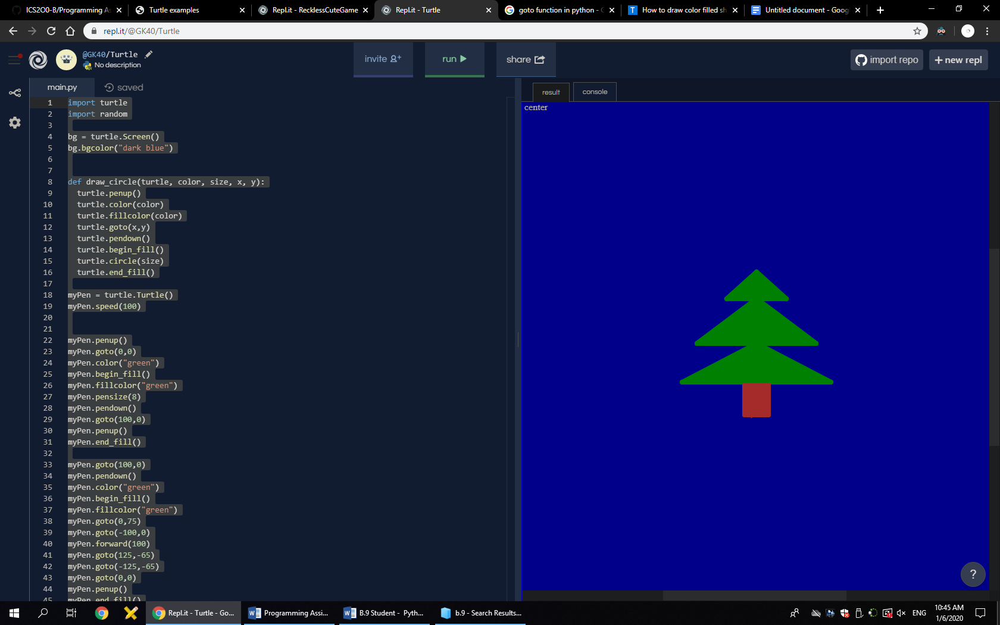 ICS2O0-B/Programming As
Turtle examples
Repl.it - RecklessCuteGame
Repl.it - Turtle
goto function in python - G
How to draw color filled sh
Untitled document - Goog
repl.it/@GK40/Turtle
@GK40/Turtle
No description
invite
run
share
import repo
+ new repl
main.py
saved
result
console
center
1 import turtle
2 import random
3
4 bg = turtle.Screen()
5 bg.bgcolor("dark blue")
6
7
8 def draw_circle(turtle, color, size, x, y):
9 turtle.penup()
10 turtle.color(color)
11 turtle.fillcolor(color)
12 turtle.goto(x,y)
13 turtle.pendown()
14 turtle.begin_fill()
15 turtle.circle(size)
16 turtle.end_fill()
17
18 myPen = turtle.Turtle()
19 myPen.speed(100)
20
21
22 myPen.penup()
23 myPen.goto(0,0)
24 myPen.color("green")
25 myPen.begin_fill()
26 myPen.fillcolor("green")
27 myPen.pensize(8)
28 myPen.pendown()
29 myPen.goto(100,0)
30 myPen.penup()
31 myPen.end_fill()
32
33 myPen.goto(100,0)
34 myPen.pendown()
35 myPen.color("green")
36 myPen.begin_fill()
37 myPen.fillcolor("green")
38 myPen.goto(0,75)
39 myPen.goto(-100,0)
40 myPen.forward(100)
41 myPen.goto(125,-65)
42 myPen.goto(-125,-65)
43 myPen.goto(0,0)
44 myPen.penup()
45 myPen.end_fill()
?
Repl.it - Turtle - Go...
Programming Assi...
B.9 Student - Pyth...
b.9 - Search Results...
ENG
10:45 AM
1/6/2020